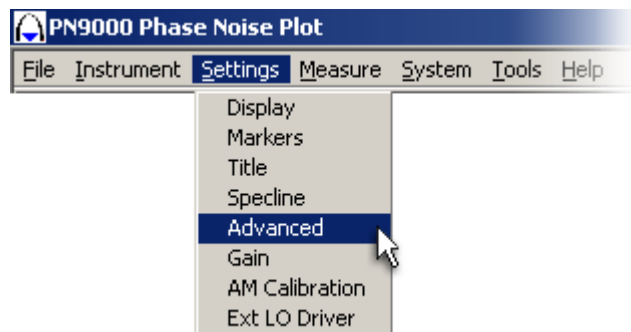 PN9000 Phase Noise Plot
File Instrument Settings Measure System Tools Help
Display
Markers
Title
Specline
Advanced
Gain
AM Calibration
Ext LO Driver